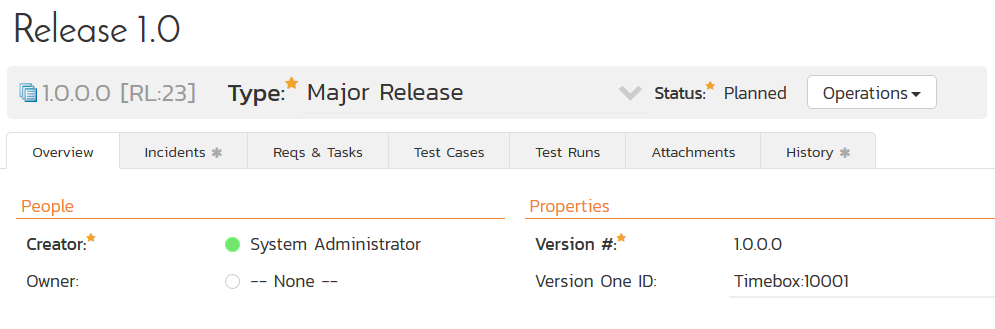 Release 1.0
1.0.0.0 [RL:23] Type: Major Release Status: Planned Operations
Overview Incidents Reqs & Tasks Test Cases Test Runs Attachments History
People Properties
Creator: System Administrator Version #: 1.0.0.0
Owner: -- None -- Version One ID: Timebox:10001